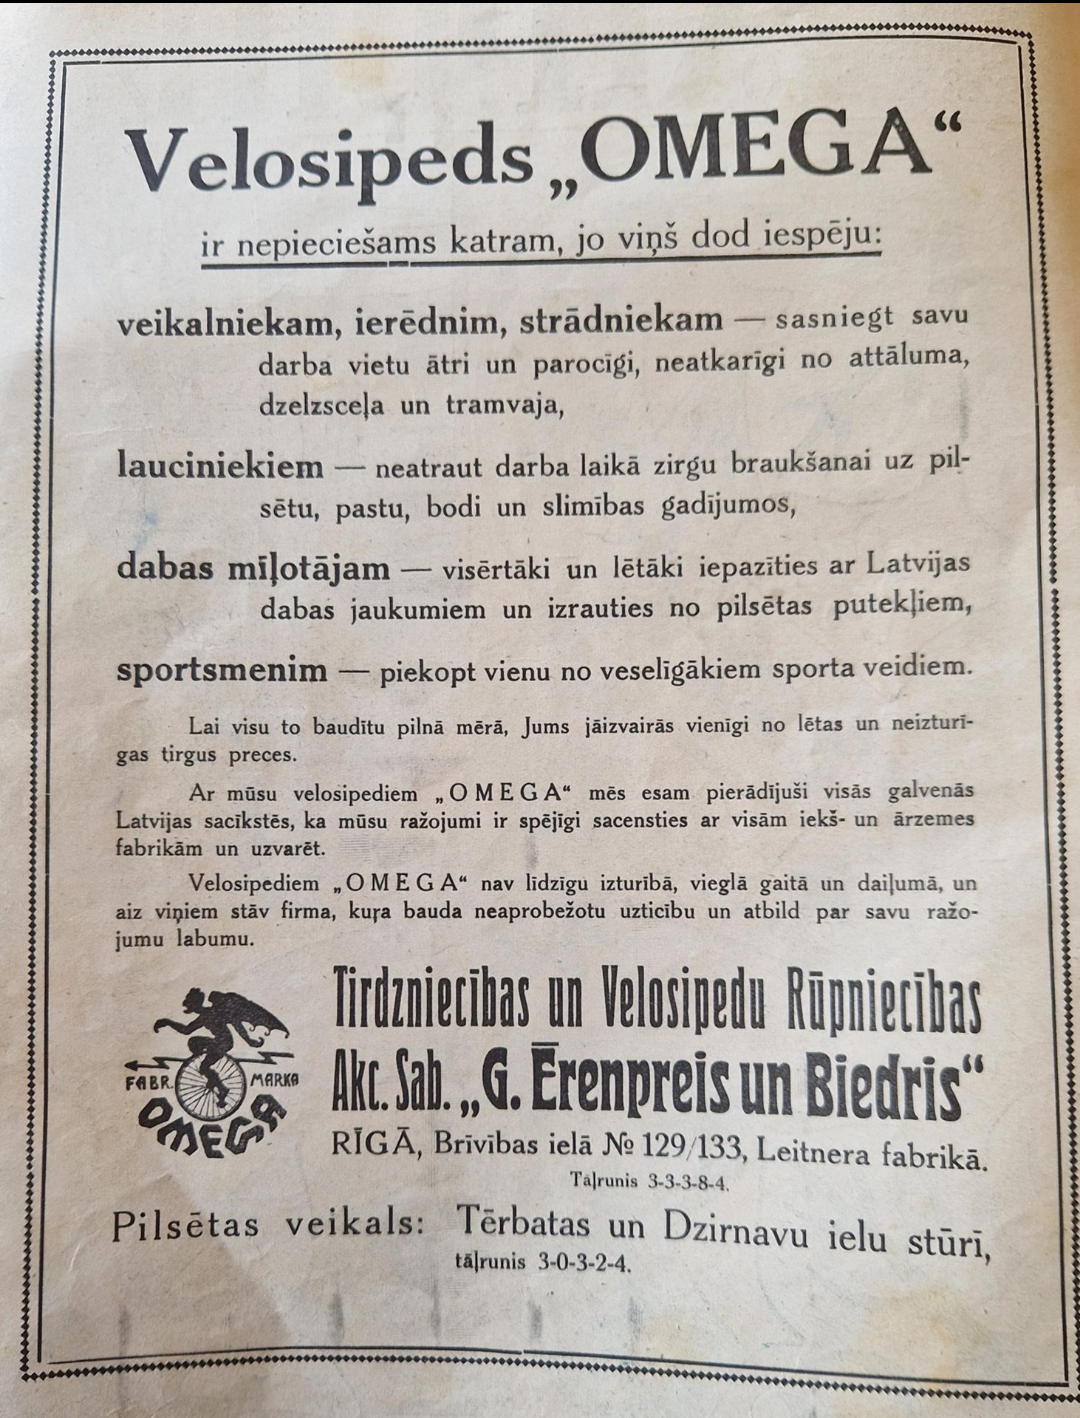 Velosipeds „OMEGA“
ir nepieciešams katram, jo viņš dod iespēju:
veikalniekam, ierēdnim, strādniekam — sasniegt savu
darba vietu ātri un parocīgi, neatkarīgi no attāluma,
dzelzsceļa un tramvaja,
lauciniekiem — neatraut darba laikā zirgu braukšanai uz pil-
sētu, pastu, bodi un slimības gadījumos,
dabas mīļotājam — visērtāki un lētāki iepazīties ar Latvijas
dabas jaukumiem un izrauties no pilsētas putekļiem,
sportsmenim — piekopt vienu no veselīgākiem sporta veidiem.
Lai visu to baudītu pilnā mērā, Jums jāizvairās vienīgi no lētas un neizturī-
gas tirgus preces.
Ar mūsu velosipediem „OMEGA“ mēs esam pierādījuši visās galvenās
Latvijas sacīkstēs, ka mūsu ražojumi ir spējīgi sacensties ar visām iekš- un ārzemes
fabrikām un uzvarēt.
Velosipediem „OMEGA“ nav līdzīgu izturībā, vieglā gaitā un daiļumā, un
aiz viņiem stāv firma, kuŗa bauda neaprobežotu uzticību un atbild par savu ražo-
jumu labumu.
FABR. MARKA
OMEGA
Tirdzniecības un Velosipedu Rūpniecības
Akc. Sab. „G. Ērenpreis un Biedris“
RĪGĀ, Brīvības ielā № 129/133, Leitnera fabrikā.
Tāļrunis 3-3-3-8-4.
Pilsētas veikals: Tērbatas un Dzirnavu ielu stūrī,
tāļrunis 3-0-3-2-4.